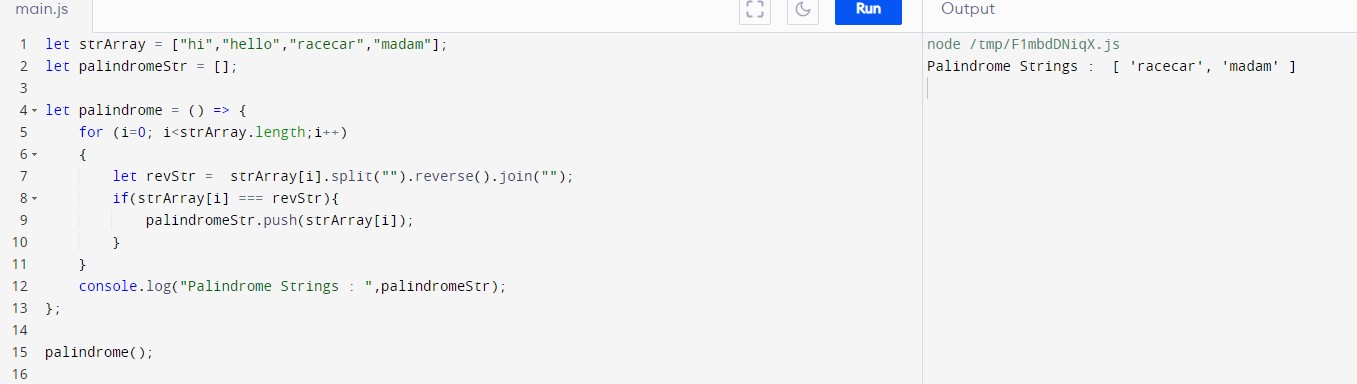 main.js Run Output
1 let strArray = ["hi","hello","racecar","madam"];
2 let palindromeStr = [];
3
4 let palindrome = () => {
5     for (i=0; i<strArray.length;i++)
6     {
7         let revStr =  strArray[i].split("").reverse().join("");
8         if(strArray[i] === revStr){
9             palindromeStr.push(strArray[i]);
10         }
11     }
12     console.log("Palindrome Strings : ",palindromeStr);
13 };
14
15 palindrome();
16
node /tmp/F1mbdDNiqX.js
Palindrome Strings :  [ 'racecar', 'madam' ]